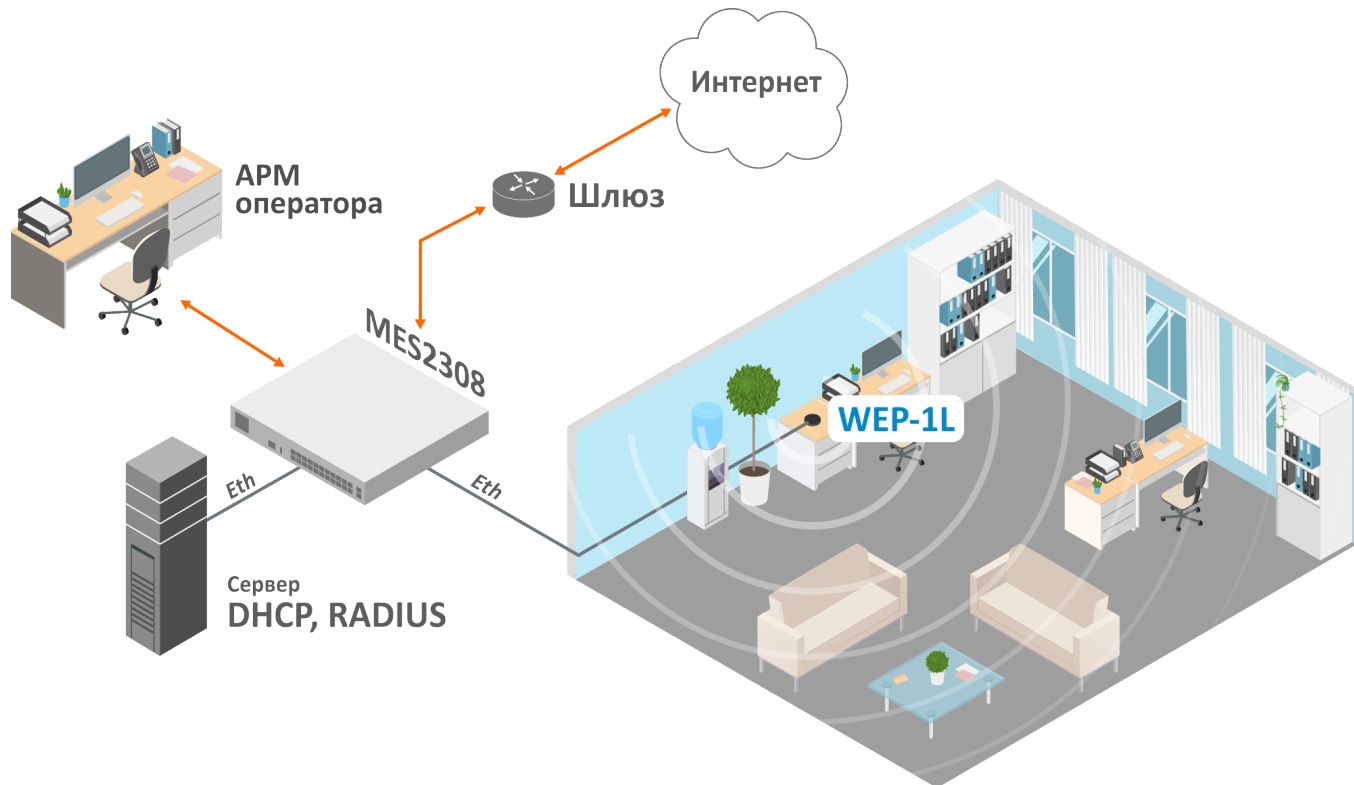 Интернет
АРМ
оператора
Шлюз
MES2308
WEP-1L
Eth
Eth
Сервер
DHCP, RADIUS